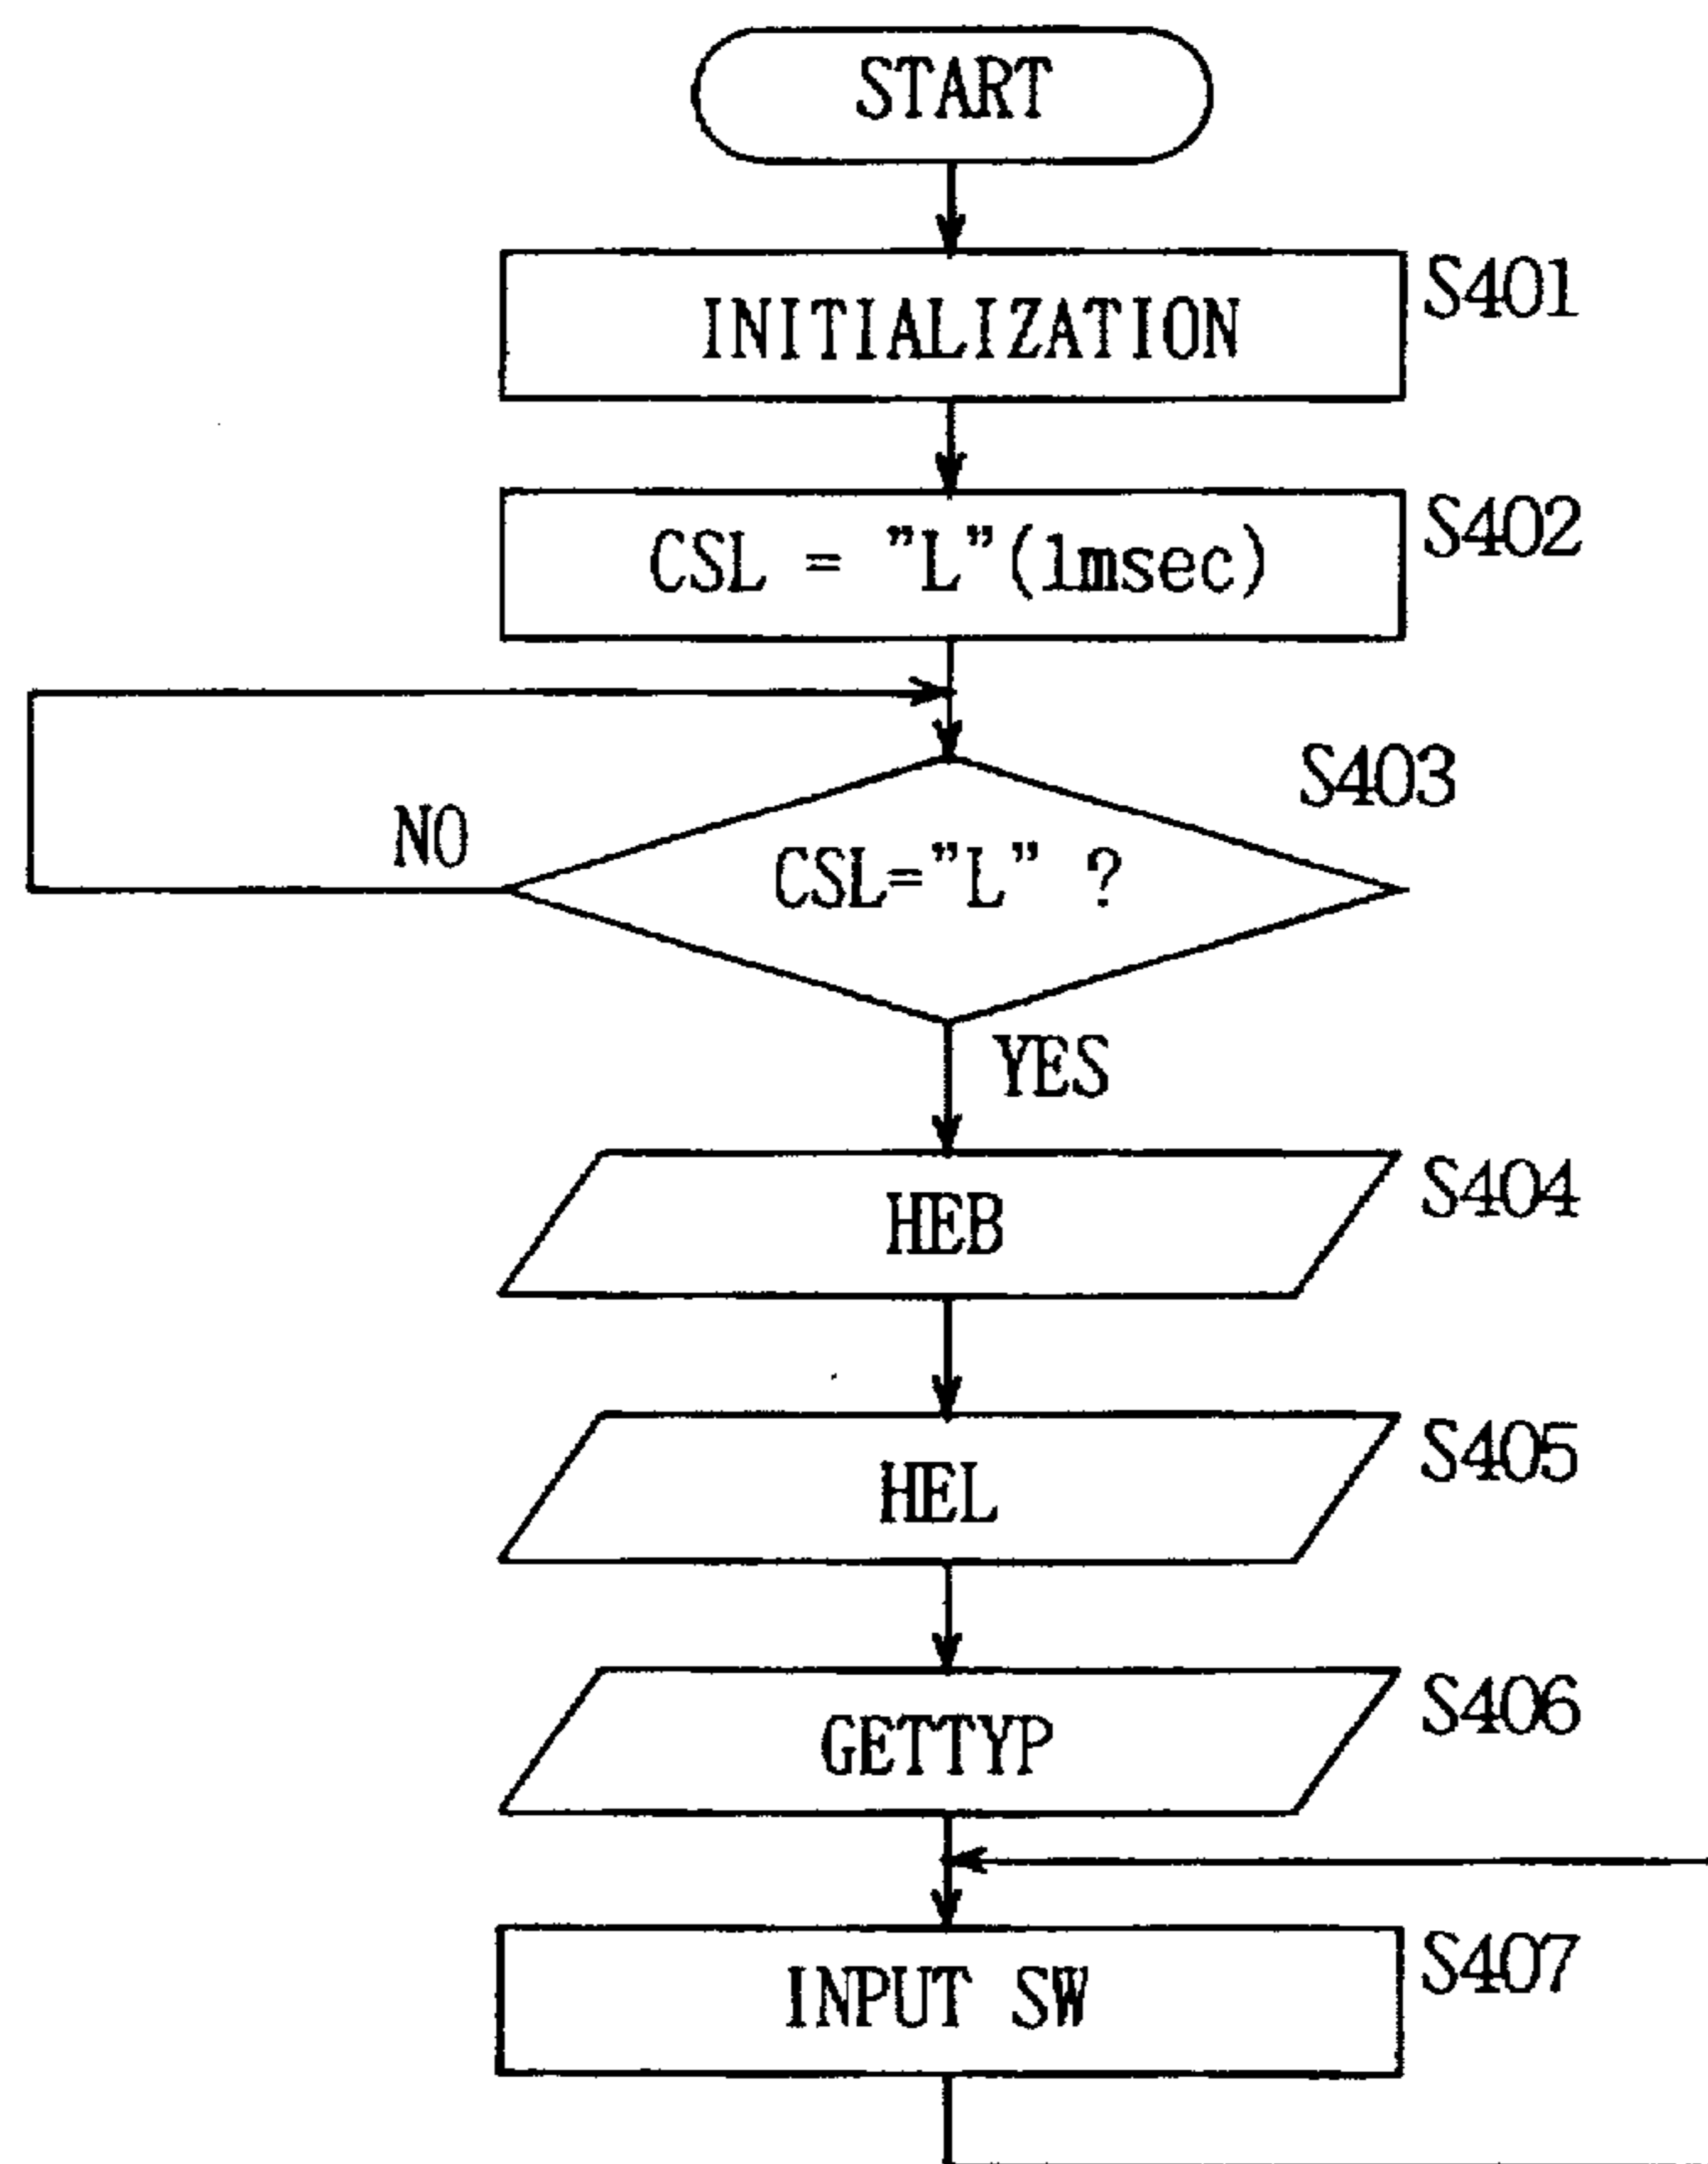 START
INITIALIZATION
S401
CSL = ”L”(1msec)
S402
S403
NO
CSL=”L” ?
YES
HEB
S404
HEL
S405
GETTYP
S406
INPUT SW
S407